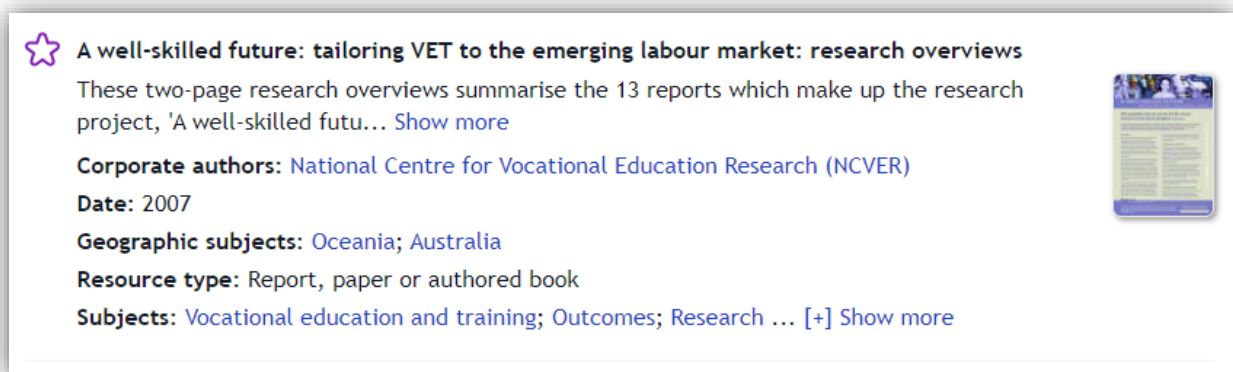 A well-skilled future: tailoring VET to the emerging labour market: research overviews
These two-page research overviews summarise the 13 reports which make up the research
project, 'A well-skilled futu... Show more
Corporate authors: National Centre for Vocational Education Research (NCVER)
Date: 2007
Geographic subjects: Oceania; Australia
Resource type: Report, paper or authored book
Subjects: Vocational education and training; Outcomes; Research ... [+] Show more